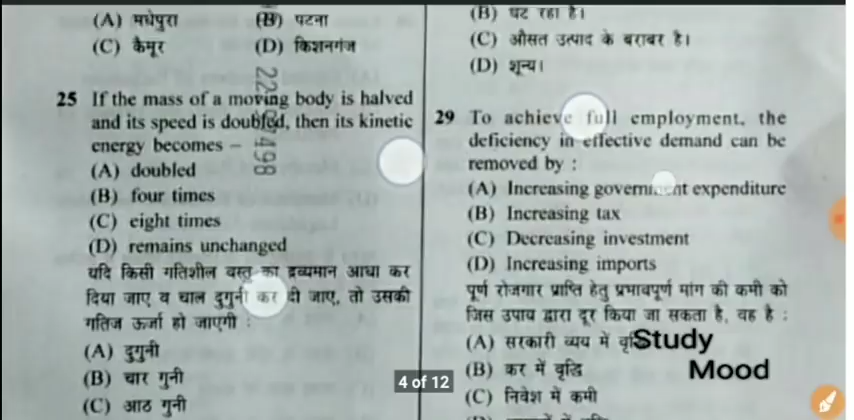 (A) मधेपुरा (B) पटना
(C) कैमूर (D) किशनगंज
25 If the mass of a moving body is halved
and its speed is doubled, then its kinetic
energy becomes –
(A) doubled
(B) four times
(C) eight times
(D) remains unchanged
यदि किसी गतिशील वस्तु का द्रव्यमान आधा कर
दिया जाए व चाल दुगुनी कर दी जाए, तो उसकी
गतिज ऊर्जा हो जाएगी :
(A) दुगुनी
(B) चार गुनी
(C) आठ गुनी
498
4 of 12
(B) घट रहा है।
(C) औसत उत्पाद के बराबर है।
(D) शून्य।
29 To achieve full employment, the
deficiency in effective demand can be
removed by :
(A) Increasing government expenditure
(B) Increasing tax
(C) Decreasing investment
(D) Increasing imports
पूर्ण रोजगार प्राप्ति हेतु प्रभावपूर्ण मांग की कमी को
जिस उपाय द्वारा दूर किया जा सकता है, वह है :
(A) सरकारी व्यय में
(B) कर में वृद्धि
(C) निवेश में कमी
Study
Mood